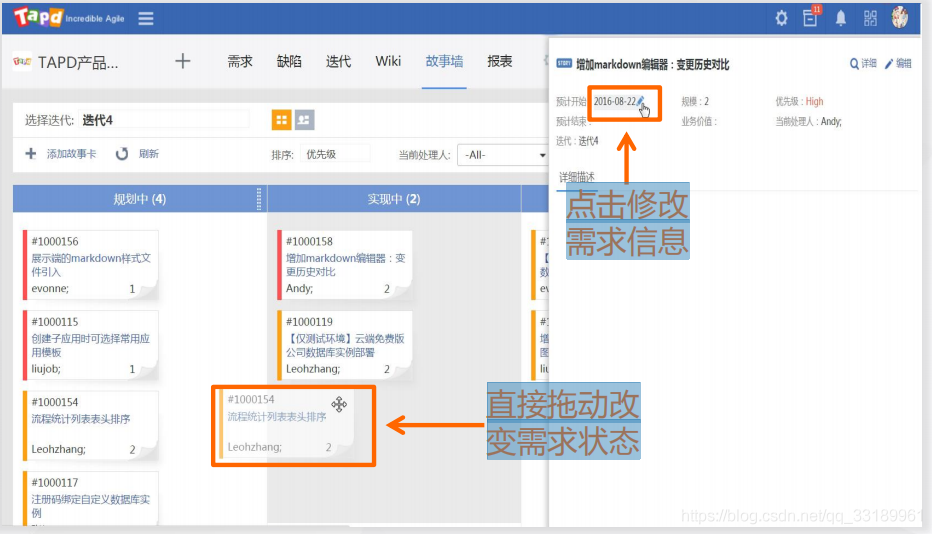 Tapd Incredible Agile
11
TAPD产品...
需求 缺陷 迭代 Wiki 故事墙 报表
选择迭代: 迭代4
添加故事卡 刷新
排序: 优先级 当前处理人: -All-
规划中 (4)
实现中 (2)
#1000156
展示端的markdown样式文
件引入
evonne; 1
#1000115
创建子应用时可选择常用应
用模板
liujob; 1
#1000154
流程统计列表表头排序
Leohzhang; 2
#1000117
注册码绑定自定义数据库实
例
#1000158
增加markdown编辑器：变
更历史对比
Andy; 2
#1000119
【仅测试环境】云端免费版
公司数据库实例部署
Leohzhang; 2
#1000154
流程统计列表表头排序
Leohzhang; 2
STORY 增加markdown编辑器：变更历史对比
详细 编辑
预计开始: 2016-08-22 规模：2 优先级：High
预计结束： 业务价值： 当前处理人：Andy;
迭代：迭代4
详细描述
点击修改
需求信息
直接拖动改
变需求状态
https://blog.csdn.net/qq_33189961